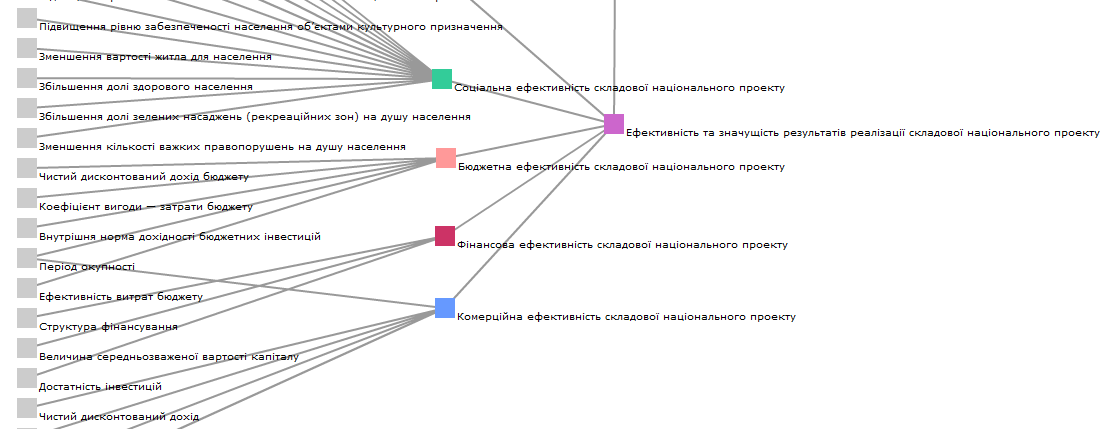 Підвищення рівню забезпеченості населення об'єктами культурного призначення
Зменшення вартості житла для населення
Збільшення долі здорового населення
Соціальна ефективність складової національного проекту
Збільшення долі зелених насаджень (рекреаційних зон) на душу населення
Ефективність та значущість результатів реалізації складової національного проекту
Зменшення кількості важких правопорушень на душу населення
Бюджетна ефективність складової національного проекту
Чистий дисконтований дохід бюджету
Коефіцієнт вигоди — затрати бюджету
Внутрішня норма дохідності бюджетних інвестицій
Фінансова ефективність складової національного проекту
Період окупності
Ефективність витрат бюджету
Комерційна ефективність складової національного проекту
Структура фінансування
Величина середньозваженої вартості капіталу
Достатність інвестицій
Чистий дисконтований дохід